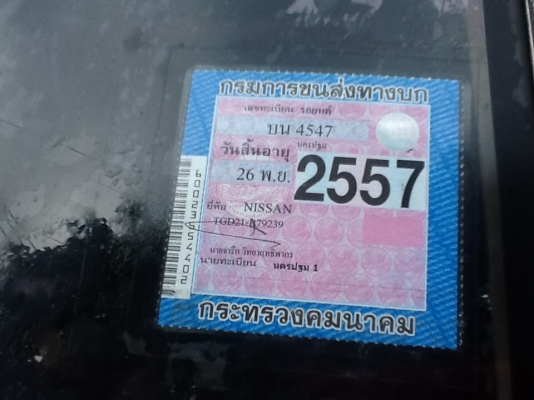 กรมการขนส่งทางบก
เลขทะเบียน รถยนต์
บน 4547
นครปฐม
วันสิ้นอายุ
26 พ.ย. 2557
ยี่ห้อ NISSAN
นายทะเบียน นครปฐม 1
กระทรวงคมนาคม